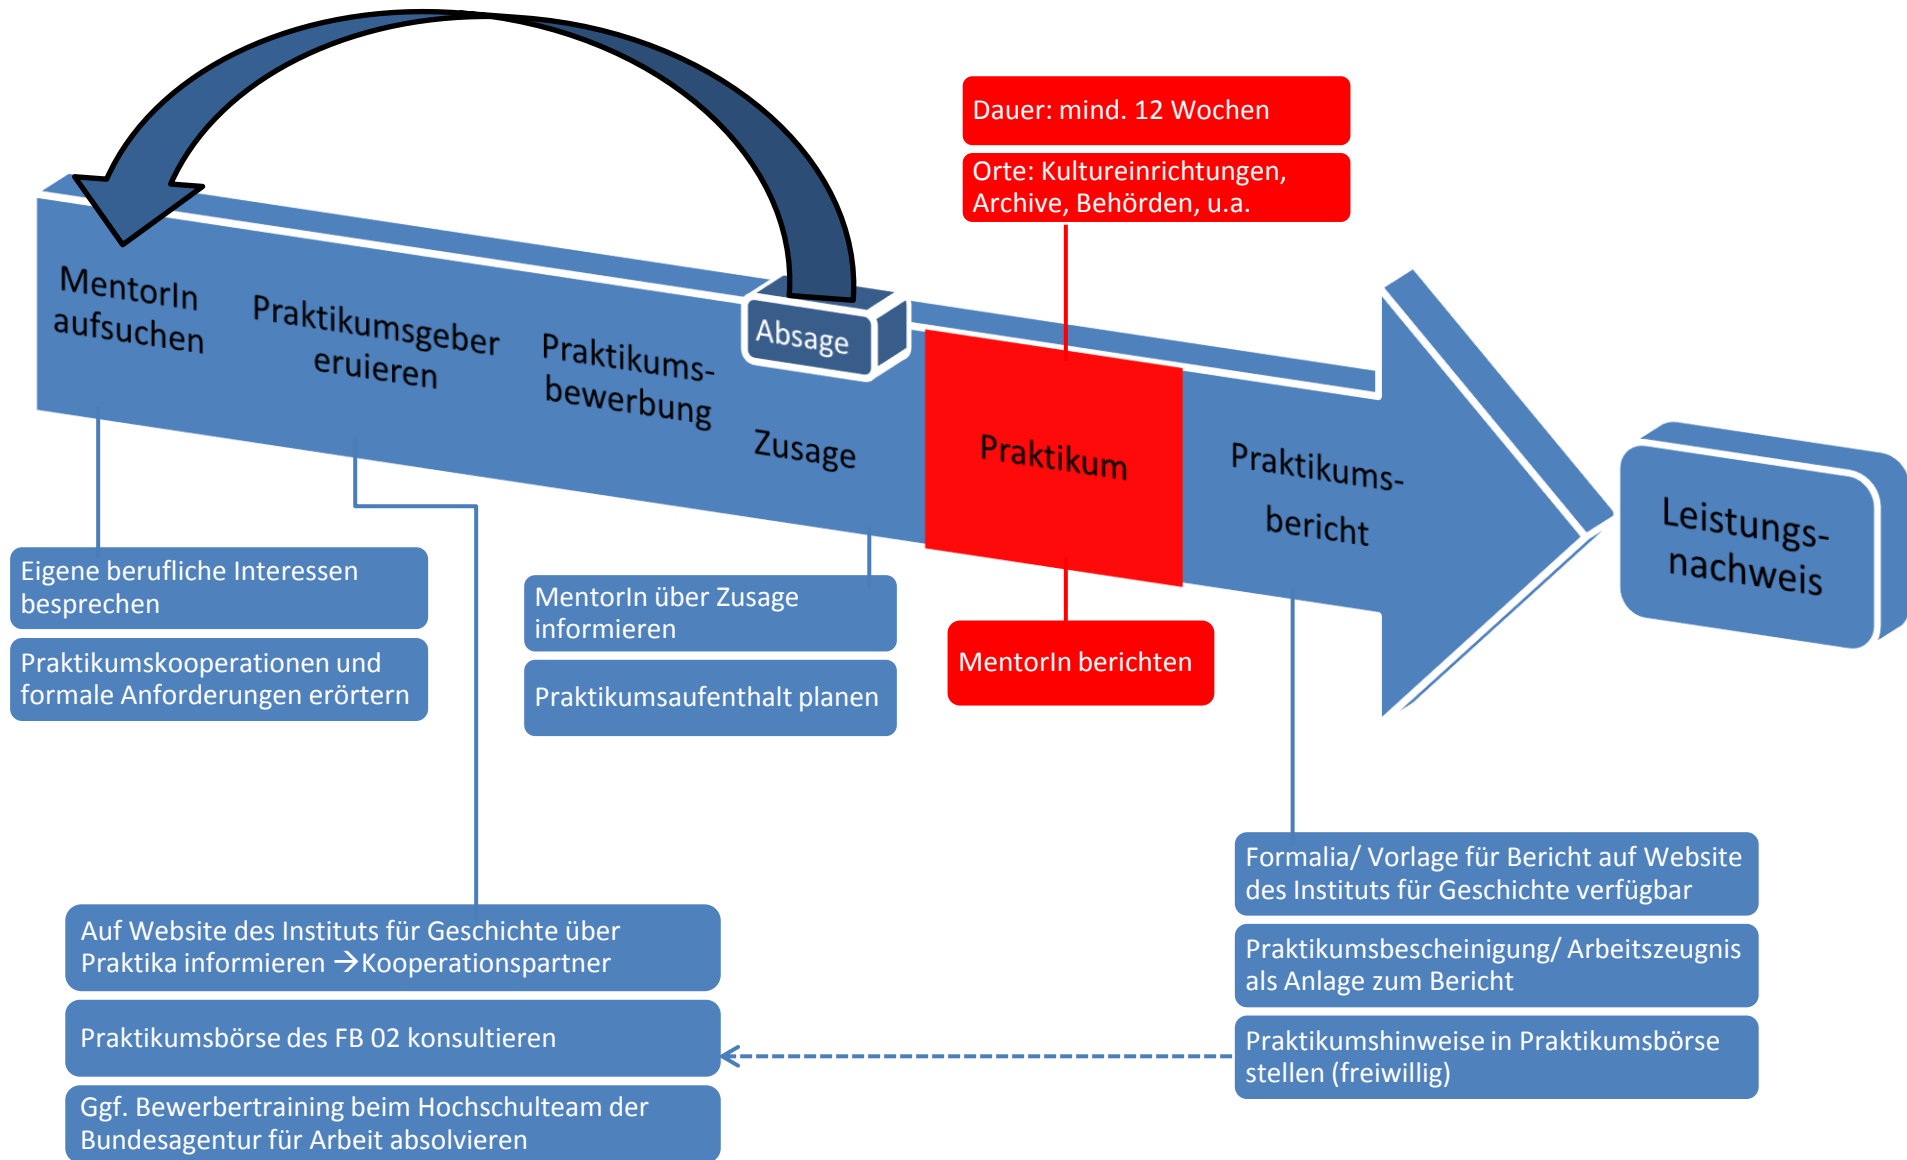 Dauer: mind. 12 Wochen
Orte: Kultureinrichtungen,
Archive, Behörden, u.a.
MentorIn
aufsuchen
Praktikumsgeber
eruieren
Praktikums-
bewerbung
Absage
Zusage
Praktikum
Praktikums-
bericht
Leistungs-
nachweis
Eigene berufliche Interessen
besprechen
Praktikumskooperationen und
formale Anforderungen erörtern
MentorIn über Zusage
informieren
Praktikumsaufenthalt planen
MentorIn berichten
Auf Website des Instituts für Geschichte über
Praktika informieren →Kooperationspartner
Praktikumsbörse des FB 02 konsultieren
Ggf. Bewerbertraining beim Hochschulteam der
Bundesagentur für Arbeit absolvieren
Formalia/ Vorlage für Bericht auf Website
des Instituts für Geschichte verfügbar
Praktikumsbescheinigung/ Arbeitszeugnis
als Anlage zum Bericht
Praktikumshinweise in Praktikumsbörse
stellen (freiwillig)